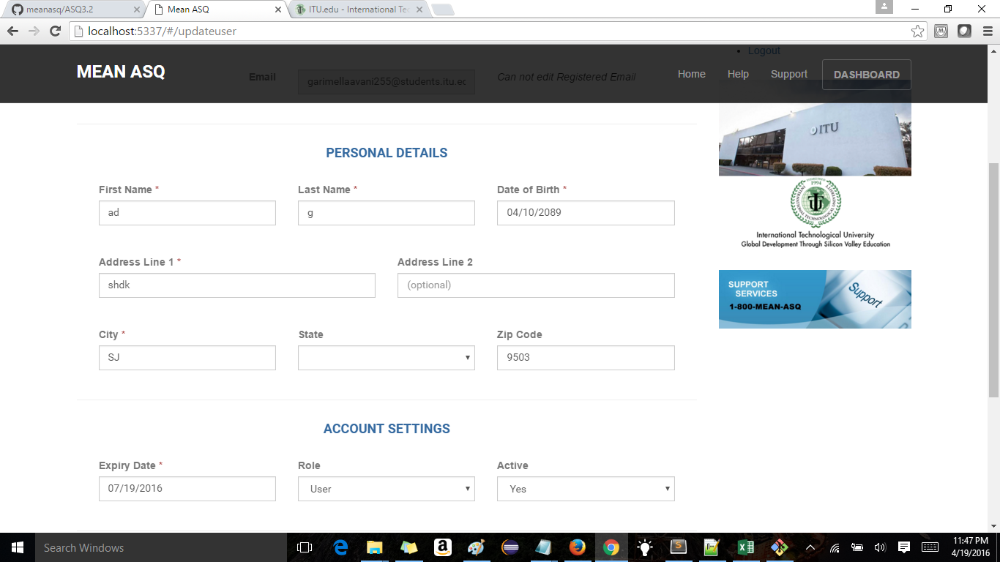 meanasq/ASQ3.2
Mean ASQ
ITU.edu - International Te
localhost:5337/#/updateuser
Logout
MEAN ASQ
Email
garimellaavani255@students.itu.ec
Can not edit Registered Email
Home
Help
Support
DASHBOARD
ITU
PERSONAL DETAILS
First Name *
Last Name *
Date of Birth *
ad
g
04/10/2089
1994
International Technological University
Global Development Through Silicon Valley Education
Address Line 1 *
Address Line 2
shdk
(optional)
SUPPORT
SERVICES
1-800-MEAN-ASQ
Support
City *
State
Zip Code
SJ
9503
ACCOUNT SETTINGS
Expiry Date *
Role
Active
07/19/2016
User
Yes
Search Windows
11:47 PM
4/19/2016